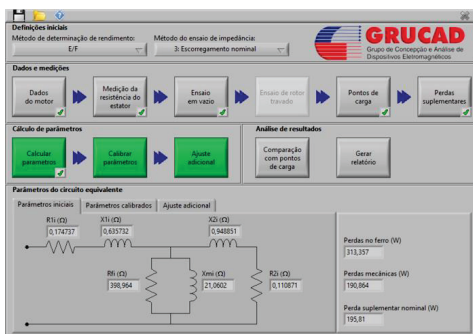 Definições iniciais
Método de determinação de rendimento:
E/F
Método do ensaio de impedância:
3: Escorregamento nominal
GRUCAD
Grupo de Concepção e Análise de
Dispositivos Eletromagnéticos
Dados e medições
Dados
do motor
Medição da
resistência do
estator
Ensaio
em vazio
Ensaio de rotor
travado
Pontos de
carga
Perdas
suplementares
Cálculo de parâmetros
Calcular
parametros
Calibrar
parâmetros
Ajuste
adicional
Análise de resultados
Comparação
com pontos
de carga
Gerar
relatório
Parâmetros do circuito equivalente
Parâmetros iniciais
Parâmetros calibrados
Ajuste adicional
R1i (Ω)
0,174737
X1i (Ω)
0,635732
X2i (Ω)
0,948851
Rfi (Ω)
398,964
Xmi (Ω)
21,0602
R2i (Ω)
0,110871
Perdas no ferro (W)
313,357
Perdas mecânicas (W)
190,864
Perda suplementar nominal (W)
195,81